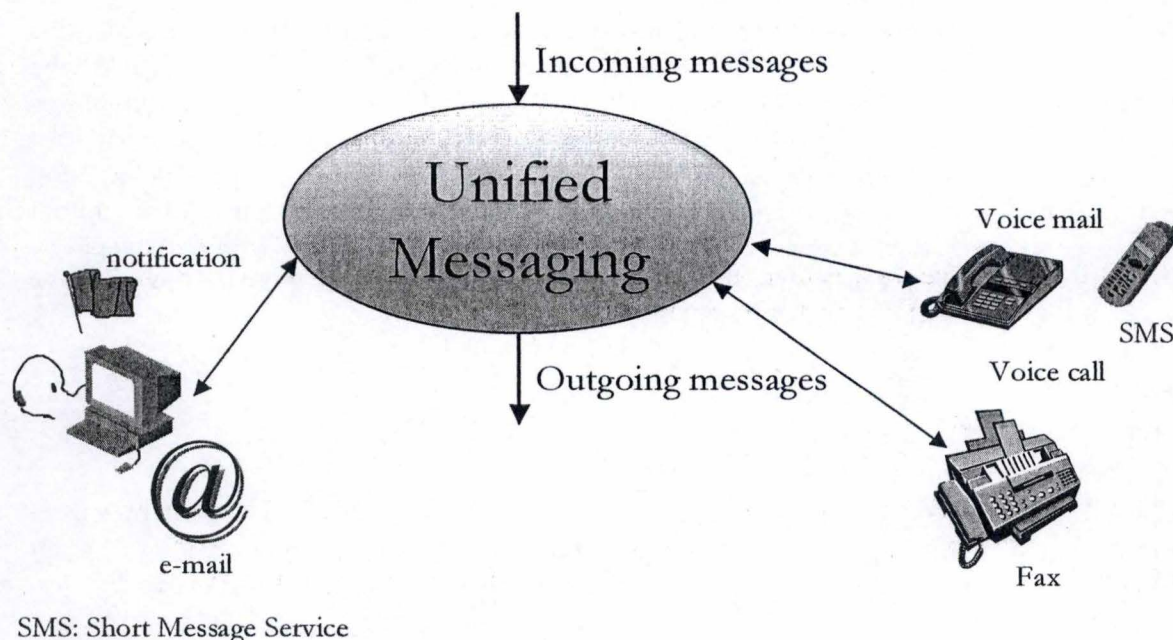 Incoming messages
Unified
Messaging
notification
Voice mail
SMS
Outgoing messages
Voice call
@
e-mail
Fax
SMS: Short Message Service